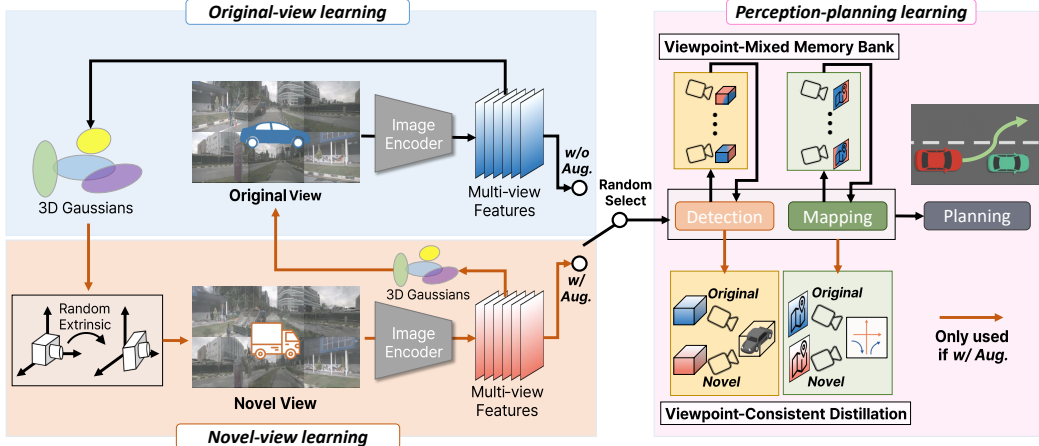 Original-view learning
Perception-planning learning
Viewpoint-Mixed Memory Bank
Image
Encoder
w/o
Aug.
Original View
Multi-view
Features
3D Gaussians
Random
Select
Detection
Mapping
Planning
3D Gaussians
w/
Aug.
Random
Extrinsic
Image
Encoder
Original
Original
Novel
Novel
Only used
if w/ Aug.
Novel View
Multi-view
Features
Viewpoint-Consistent Distillation
Novel-view learning